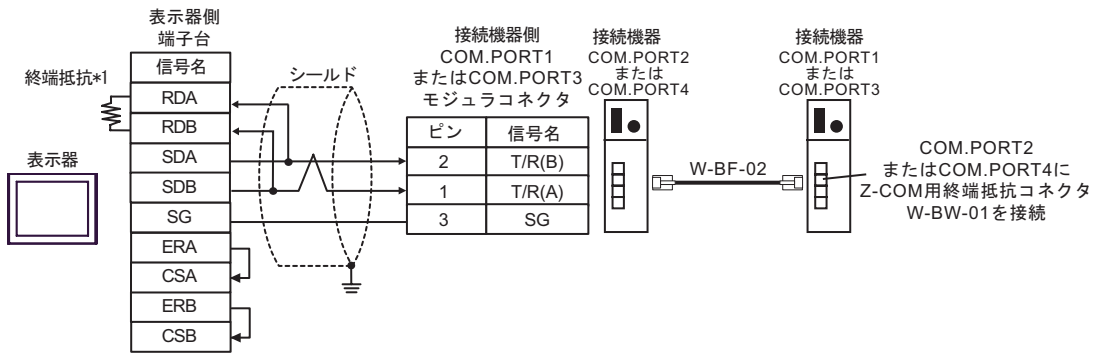 表示器側
端子台
信号名
RDA
RDB
SDA
SDB
SG
ERA
CSA
ERB
CSB
終端抵抗*1
表示器
シールド
接続機器側
COM.PORT1
またはCOM.PORT3
モジュラコネクタ
ピン 信号名
2 T/R(B)
1 T/R(A)
3 SG
接続機器
COM.PORT2
または
COM.PORT4
W-BF-02
接続機器
COM.PORT1
または
COM.PORT3
COM.PORT2
またはCOM.PORT4に
Z-COM用終端抵抗コネクタ
W-BW-01を接続